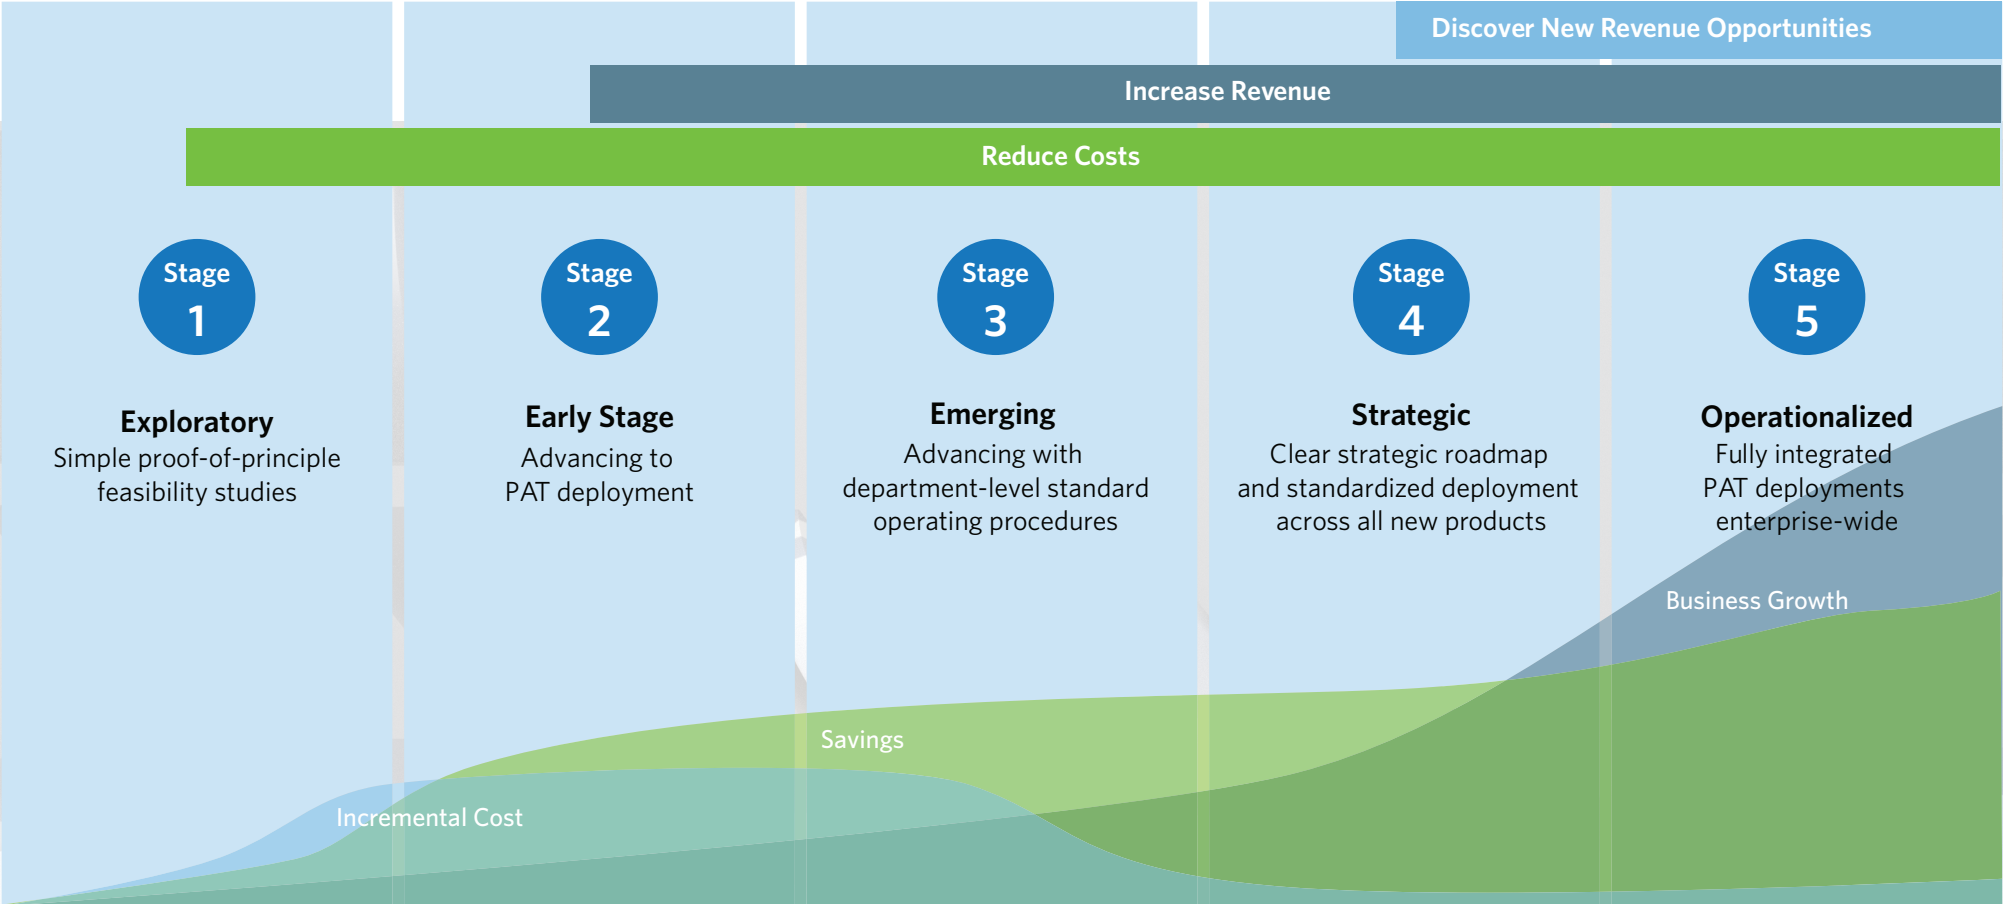 Discover New Revenue Opportunities
Increase Revenue
Reduce Costs
Stage
1
Exploratory
Simple proof-of-principle
feasibility studies
Stage
2
Early Stage
Advancing to
PAT deployment
Stage
3
Emerging
Advancing with
department-level standard
operating procedures
Stage
4
Strategic
Clear strategic roadmap
and standardized deployment
across all new products
Stage
5
Operationalized
Fully integrated
PAT deployments
enterprise-wide
Business Growth
Savings
Incremental Cost